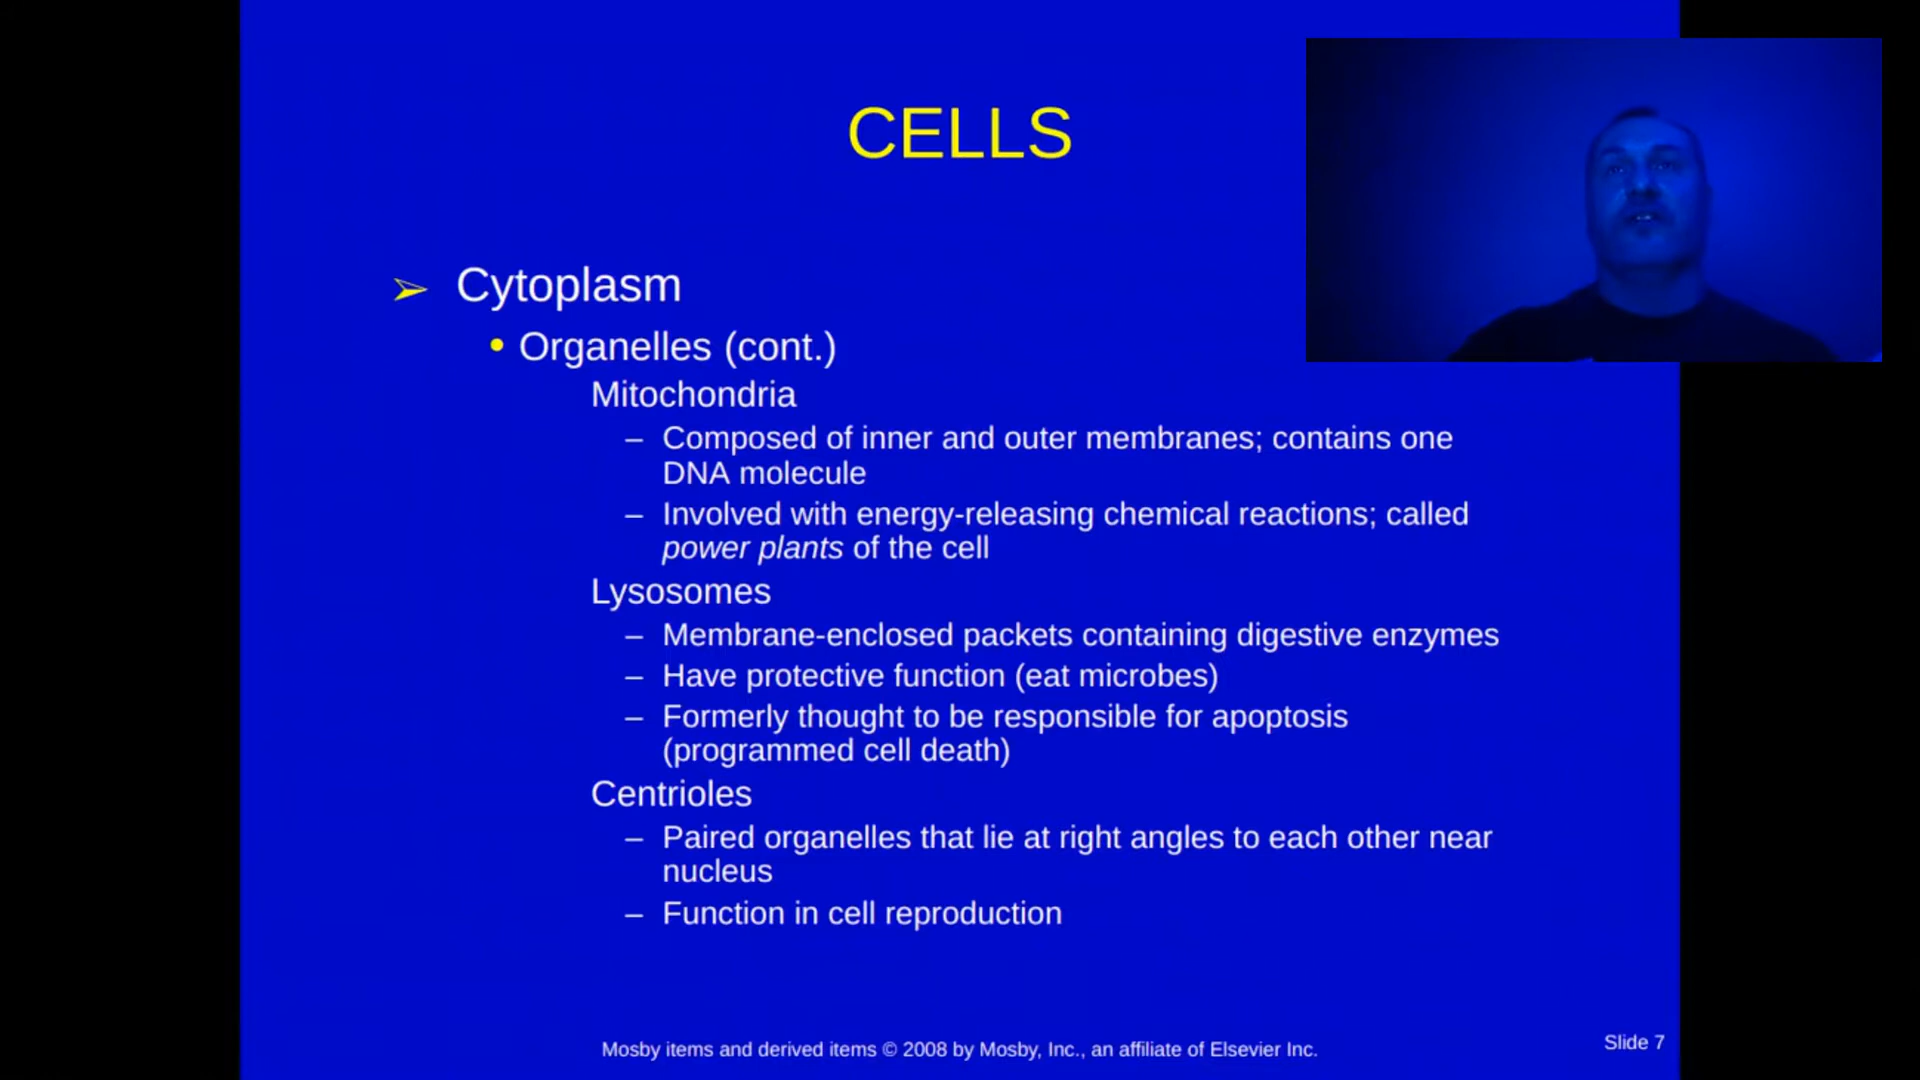 CELLS
➢ Cytoplasm
• Organelles (cont.)
Mitochondria
– Composed of inner and outer membranes; contains one
DNA molecule
– Involved with energy-releasing chemical reactions; called
power plants of the cell
Lysosomes
– Membrane-enclosed packets containing digestive enzymes
– Have protective function (eat microbes)
– Formerly thought to be responsible for apoptosis
(programmed cell death)
Centrioles
– Paired organelles that lie at right angles to each other near
nucleus
– Function in cell reproduction
Mosby items and derived items © 2008 by Mosby, Inc., an affiliate of Elsevier Inc.
Slide 7